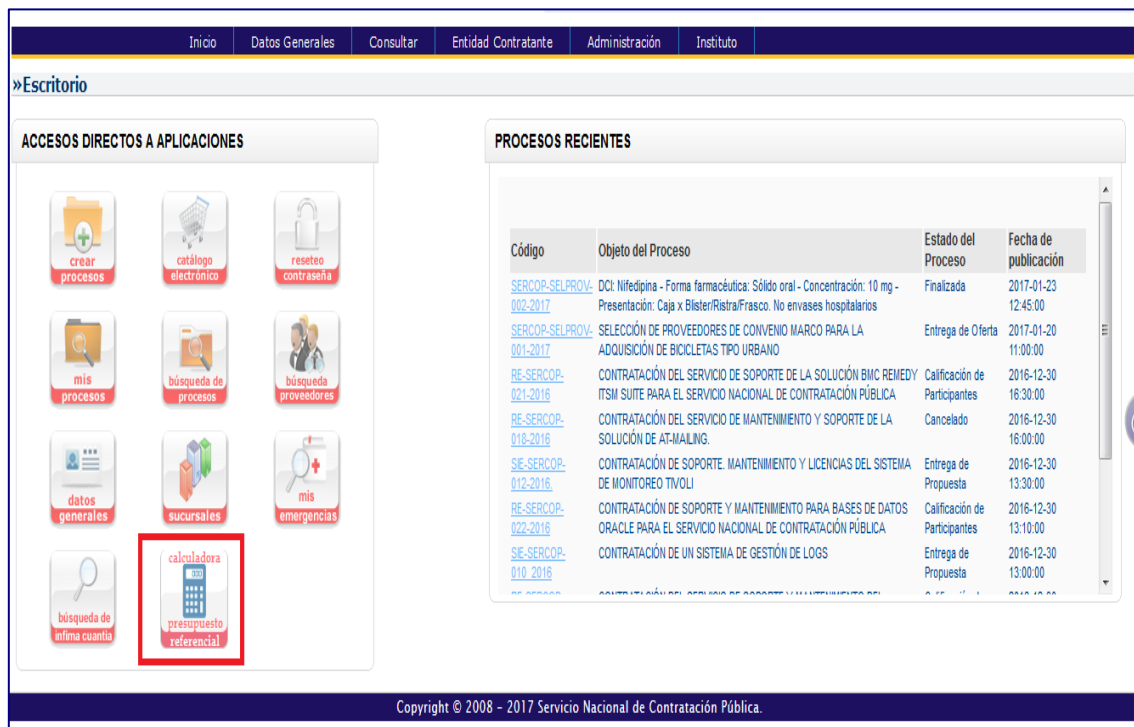 Inicio Datos Generales Consultar Entidad Contratante Administración Instituto
»Escritorio
ACCESOS DIRECTOS A APLICACIONES
crear
procesos
catálogo
electrónico
reseteo
contraseña
mis
procesos
búsqueda de
procesos
búsqueda
proveedores
datos
generales
sucursales
mis
emergencias
búsqueda de
ínfima cuantía
calculadora
presupuesto
referencial
PROCESOS RECIENTES
Código Objeto del Proceso Estado del Proceso Fecha de publicación
SERCOP-SELPROV- DCI: Nifedipina - Forma farmacéutica: Sólido oral - Concentración: 10 mg - Finalizada 2017-01-23
002-2017 Presentación: Caja x Blister/Ristra/Frasco. No envases hospitalarios 12:45:00
SERCOP-SELPROV- SELECCIÓN DE PROVEEDORES DE CONVENIO MARCO PARA LA Entrega de Oferta 2017-01-20
001-2017 ADQUISICIÓN DE BICICLETAS TIPO URBANO 11:00:00
RE-SERCOP- CONTRATACIÓN DEL SERVICIO DE SOPORTE DE LA SOLUCIÓN BMC REMEDY Calificación de 2016-12-30
021-2016 ITSM SUITE PARA EL SERVICIO NACIONAL DE CONTRATACIÓN PÚBLICA Participantes 16:30:00
RE-SERCOP- CONTRATACIÓN DEL SERVICIO DE MANTENIMIENTO Y SOPORTE DE LA Cancelado 2016-12-30
018-2016 SOLUCIÓN DE AT-MAILING. 16:00:00
SIE-SERCOP- CONTRATACIÓN DE SOPORTE. MANTENIMIENTO Y LICENCIAS DEL SISTEMA Entrega de 2016-12-30
012-2016. DE MONITOREO TIVOLI Propuesta 13:30:00
RE-SERCOP- CONTRATACIÓN DE SOPORTE Y MANTENIMIENTO PARA BASES DE DATOS Calificación de 2016-12-30
022-2016 ORACLE PARA EL SERVICIO NACIONAL DE CONTRATACIÓN PÚBLICA Participantes 13:10:00
SIE-SERCOP- CONTRATACIÓN DE UN SISTEMA DE GESTIÓN DE LOGS Entrega de 2016-12-30
010 2016 Propuesta 13:00:00
Copyright © 2008 - 2017 Servicio Nacional de Contratación Pública.